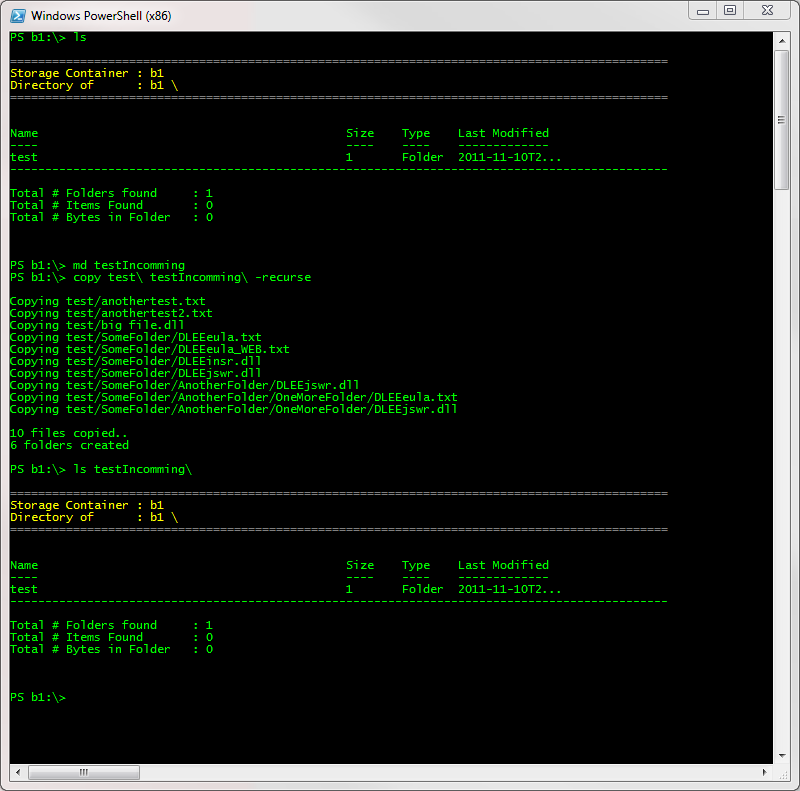 Windows PowerShell (x86)
PS b1:\> ls
==============================================================================================
Storage Container : b1
Directory of      : b1 \
==============================================================================================
Name                                            Size    Type    Last Modified
----                                            ----    ----    -------------
test                                            1       Folder  2011-11-10T2...
----------------------------------------------------------------------------------------------
Total # Folders found     : 1
Total # Items Found       : 0
Total # Bytes in Folder   : 0
PS b1:\> md testIncomming
PS b1:\> copy test\ testIncomming\ -recurse
Copying test/anothertest.txt
Copying test/anothertest2.txt
Copying test/big file.dll
Copying test/SomeFolder/DLEEeula.txt
Copying test/SomeFolder/DLEEeula_WEB.txt
Copying test/SomeFolder/DLEEinsr.dll
Copying test/SomeFolder/DLEEjswr.dll
Copying test/SomeFolder/AnotherFolder/DLEEjswr.dll
Copying test/SomeFolder/AnotherFolder/OneMoreFolder/DLEEeula.txt
Copying test/SomeFolder/AnotherFolder/OneMoreFolder/DLEEjswr.dll
10 files copied..
6 folders created
PS b1:\> ls testIncomming\
==============================================================================================
Storage Container : b1
Directory of      : b1 \
==============================================================================================
Name                                            Size    Type    Last Modified
----                                            ----    ----    -------------
test                                            1       Folder  2011-11-10T2...
----------------------------------------------------------------------------------------------
Total # Folders found     : 1
Total # Items Found       : 0
Total # Bytes in Folder   : 0
PS b1:\>